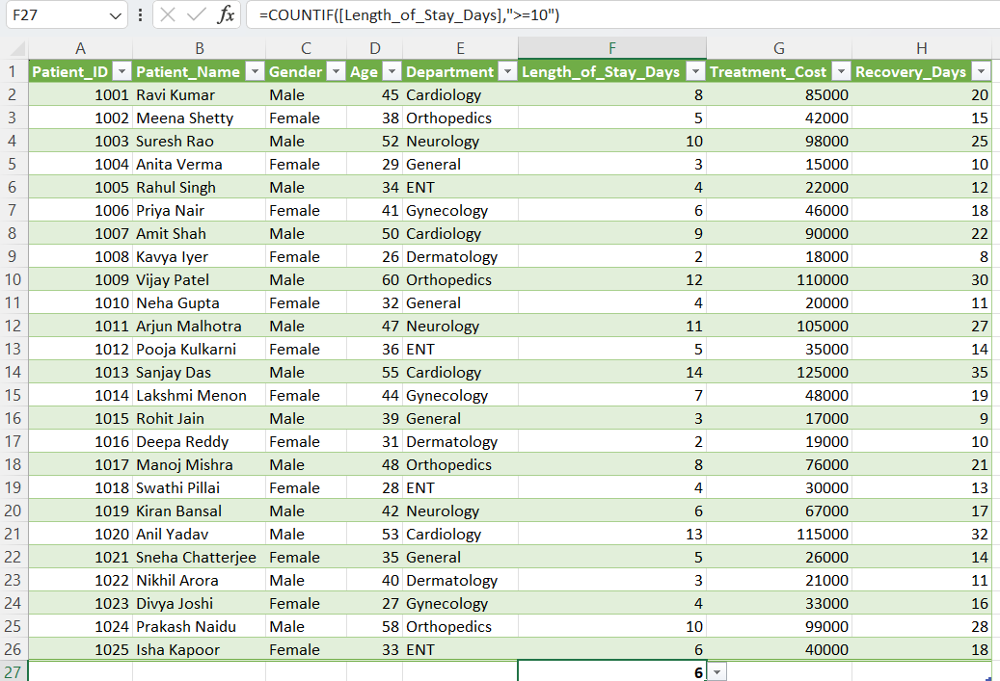 F27 fx =COUNTIF([Length_of_Stay_Days],">=10")
A B C D E F G H
1 Patient_ID Patient_Name Gender Age Department Length_of_Stay_Days Treatment_Cost Recovery_Days
2 1001 Ravi Kumar Male 45 Cardiology 8 85000 20
3 1002 Meena Shetty Female 38 Orthopedics 5 42000 15
4 1003 Suresh Rao Male 52 Neurology 10 98000 25
5 1004 Anita Verma Female 29 General 3 15000 10
6 1005 Rahul Singh Male 34 ENT 4 22000 12
7 1006 Priya Nair Female 41 Gynecology 6 46000 18
8 1007 Amit Shah Male 50 Cardiology 9 90000 22
9 1008 Kavya Iyer Female 26 Dermatology 2 18000 8
10 1009 Vijay Patel Male 60 Orthopedics 12 110000 30
11 1010 Neha Gupta Female 32 General 4 20000 11
12 1011 Arjun Malhotra Male 47 Neurology 11 105000 27
13 1012 Pooja Kulkarni Female 36 ENT 5 35000 14
14 1013 Sanjay Das Male 55 Cardiology 14 125000 35
15 1014 Lakshmi Menon Female 44 Gynecology 7 48000 19
16 1015 Rohit Jain Male 39 General 3 17000 9
17 1016 Deepa Reddy Female 31 Dermatology 2 19000 10
18 1017 Manoj Mishra Male 48 Orthopedics 8 76000 21
19 1018 Swathi Pillai Female 28 ENT 4 30000 13
20 1019 Kiran Bansal Male 42 Neurology 6 67000 17
21 1020 Anil Yadav Male 53 Cardiology 13 115000 32
22 1021 Sneha Chatterjee Female 35 General 5 26000 14
23 1022 Nikhil Arora Male 40 Dermatology 3 21000 11
24 1023 Divya Joshi Female 27 Gynecology 4 33000 16
25 1024 Prakash Naidu Male 58 Orthopedics 10 99000 28
26 1025 Isha Kapoor Female 33 ENT 6 40000 18
27 6